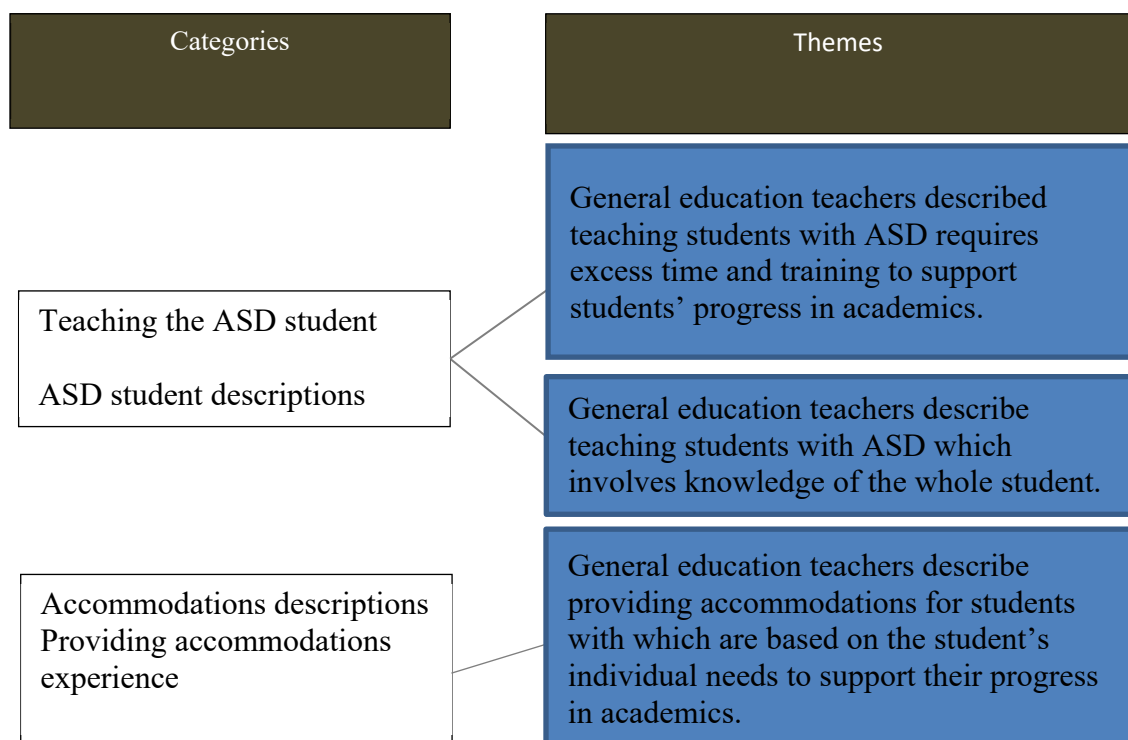 Categories
Themes
General education teachers described
teaching students with ASD requires
excess time and training to support
students’ progress in academics.
Teaching the ASD student
ASD student descriptions
General education teachers describe
teaching students with ASD which
involves knowledge of the whole student.
Accommodations descriptions
Providing accommodations
experience
General education teachers describe
providing accommodations for students
with which are based on the student’s
individual needs to support their progress
in academics.